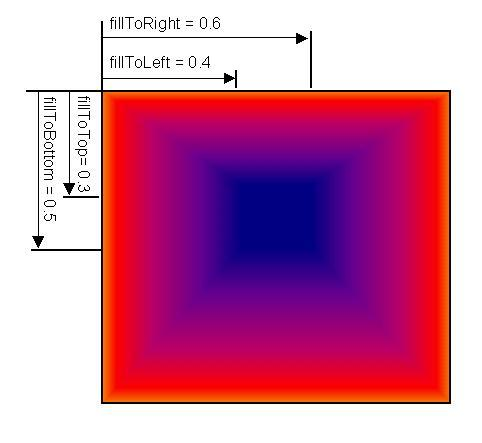 fillToRight = 0.6
fillToLeft = 0.4
fillToTop= 0.3
fillToBottom = 0.5